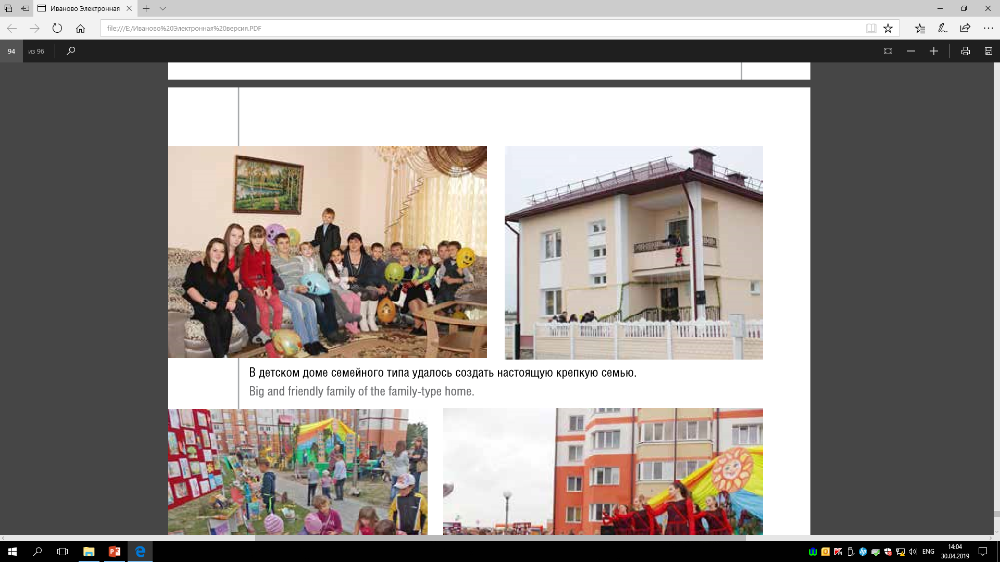 Иваново Электронная
file:///E:/Иваново%20Электронная%20версия.PDF
94 из 96
В детском доме семейного типа удалось создать настоящую крепкую семью.
Big and friendly family of the family-type home.
ENG
14:04
30.04.2019